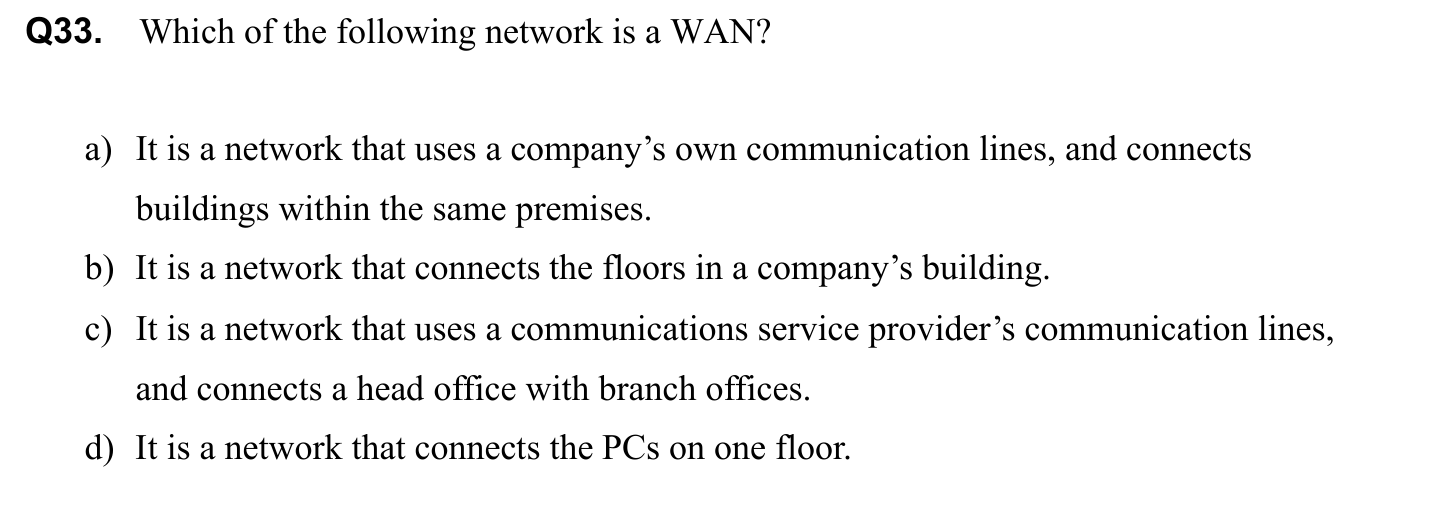 Q33. Which of the following network is a WAN?
a) It is a network that uses a company’s own communication lines, and connects
buildings within the same premises.
b) It is a network that connects the floors in a company’s building.
c) It is a network that uses a communications service provider’s communication lines,
and connects a head office with branch offices.
d) It is a network that connects the PCs on one floor.